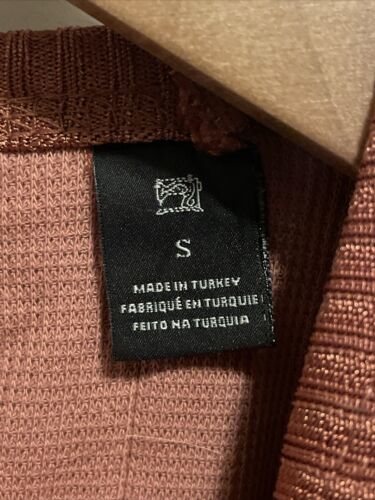 S
MADE IN TURKEY
FABRIQUÉ EN TURQUIE
FEITO NA TURQUIA